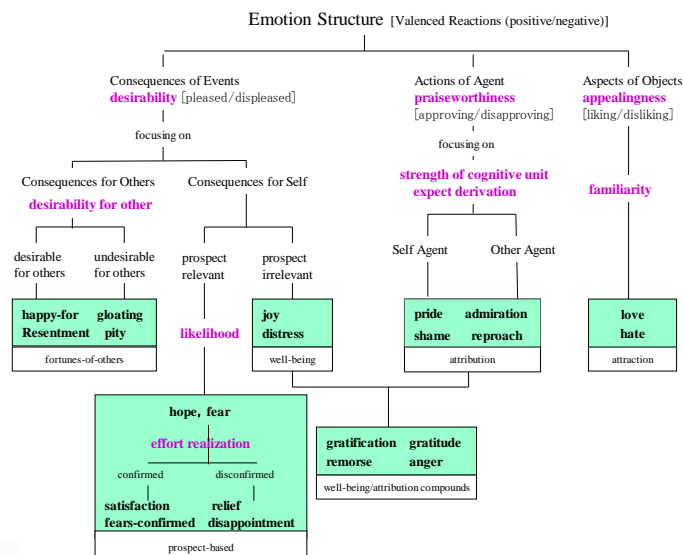 Emotion Structure [Valenced Reactions (positive/negative)]
Consequences of Events
desirability [pleased/displeased]
focusing on
Actions of Agent
praiseworthiness
[approving/disapproving]
focusing on
Aspects of Objects
appealingness
[liking/disliking]
Consequences for Others
desirability for other
Consequences for Self
strength of cognitive unit
expect derivation
familiarity
desirable
for others
undesirable
for others
prospect
relevant
prospect
irrelevant
Self Agent
Other Agent
happy-for gloating
Resentment pity
fortunes-of-others
likelihood
joy
distress
well-being
pride admiration
shame reproach
attribution
love
hate
attraction
hope, fear
effort realization
confirmed disconfirmed
satisfaction relief
fears-confirmed disappointment
prospect-based
gratification gratitude
remorse anger
well-being/attribution compounds